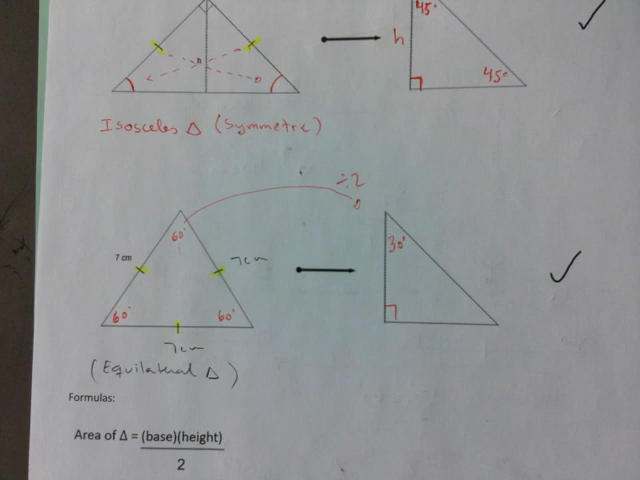 45°
h
h
45°
Isosceles Δ (Symmetric)
÷2
60°
30°
7 cm
7cm
60°
60°
7cm
(Equilateral Δ)
Formulas:
Area of Δ = (base)(height)
2